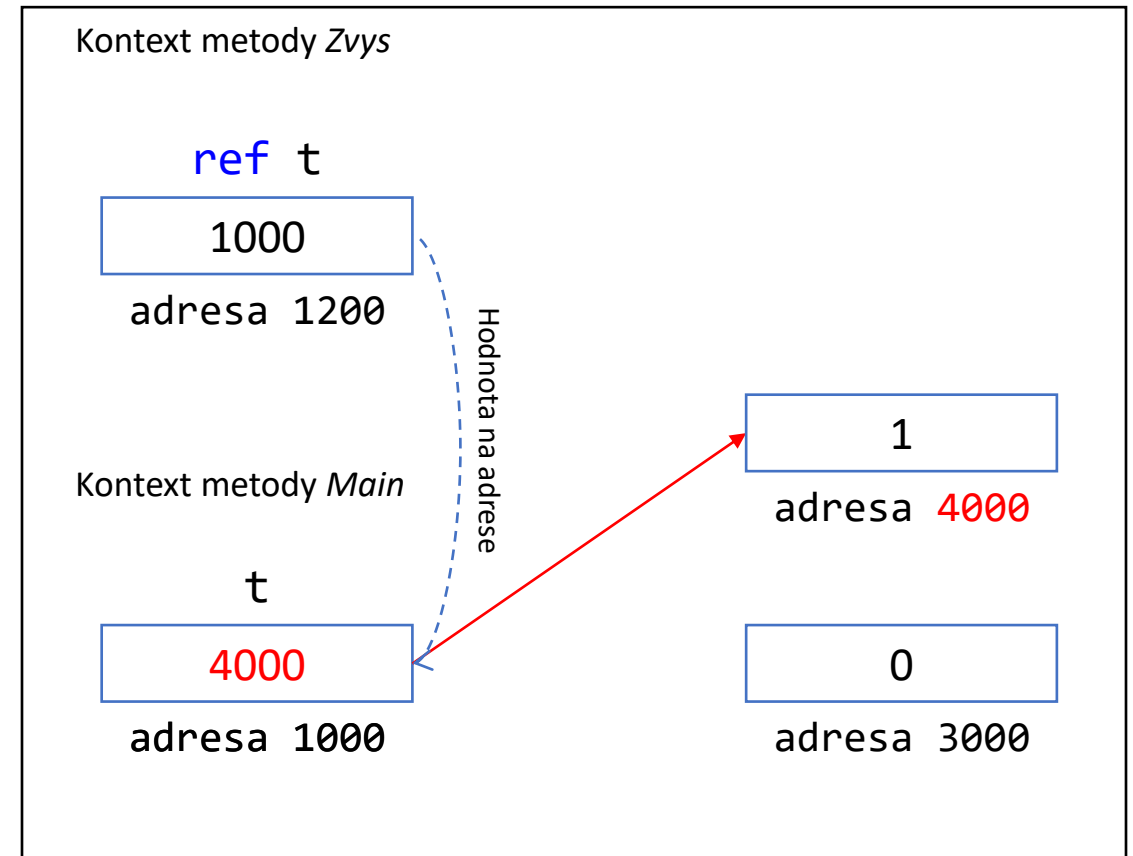 Kontext metody Zvys
ref t
1000
adresa 1200
Hodnota na adrese
1
adresa 4000
Kontext metody Main
t
4000
adresa 1000
0
adresa 3000